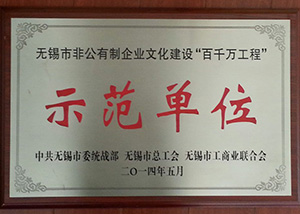 无锡市非公有制企业文化建设“百千万工程”
示范单位
中共无锡市委统战部 无锡市总工会 无锡市工商业联合会
二〇一四年五月